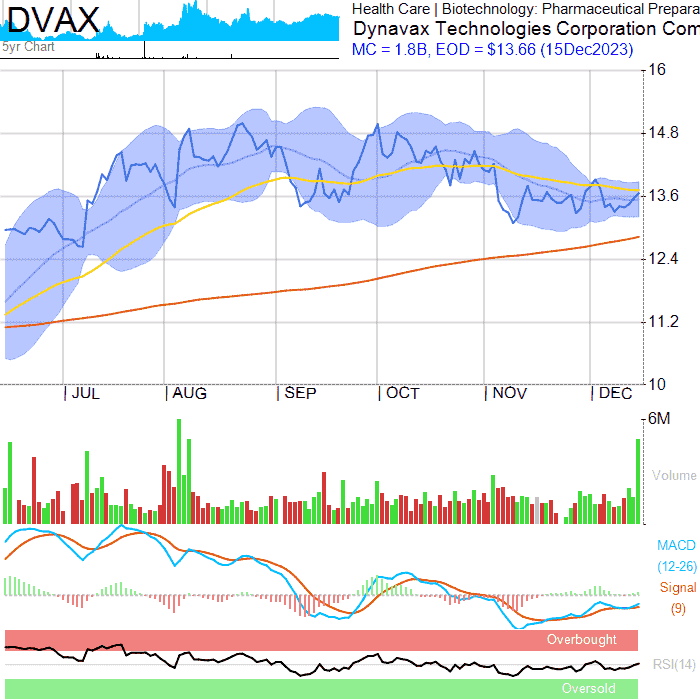 DVAX
5yr Chart
Health Care | Biotechnology: Pharmaceutical Prepara
Dynavax Technologies Corporation Com
MC = 1.8B, EOD = $13.66 (15Dec2023)
16
14.8
13.6
12.4
11.2
10
JUL AUG SEP OCT NOV DEC
6M
Volume
MACD
(12-26)
Signal
(9)
Overbought
RSI(14)
Oversold